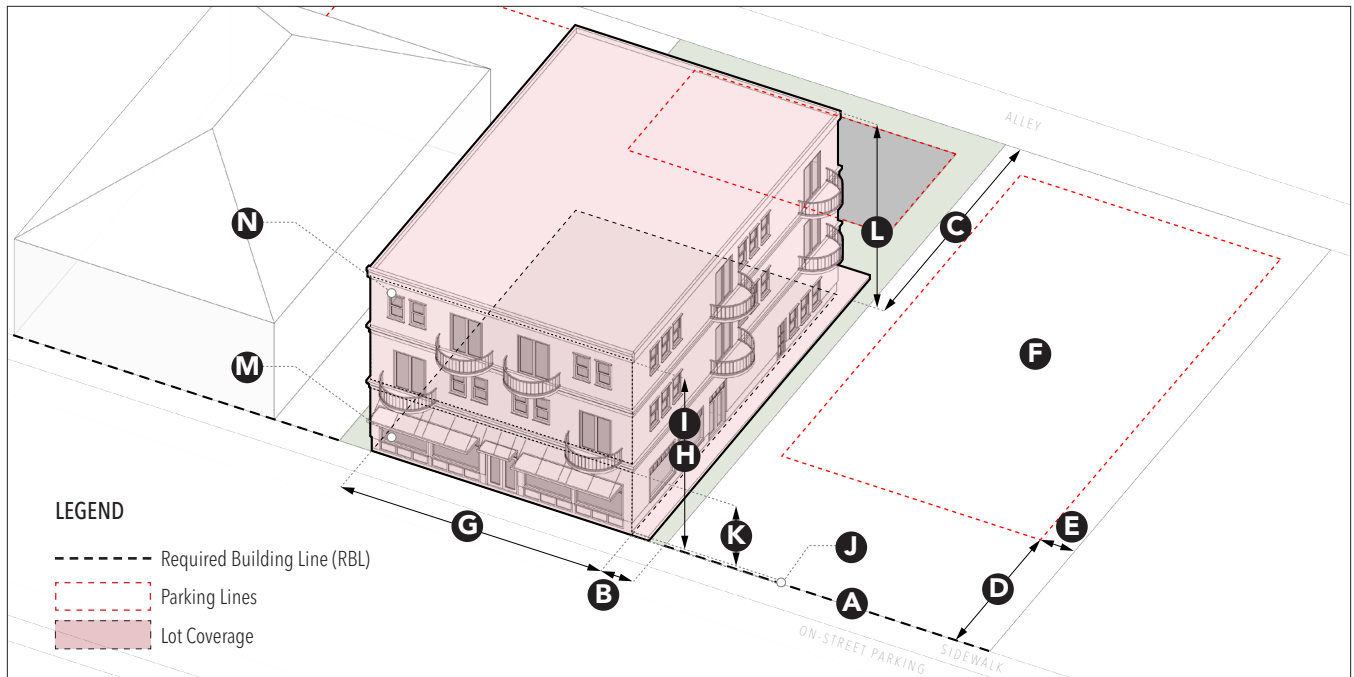 ALLEY
N
L
C
F
M
I
H
LEGEND
G
K
J
E
Required Building Line (RBL)
B
A
D
Parking Lines
ON-STREET PARKING
SIDEWALK
Lot Coverage